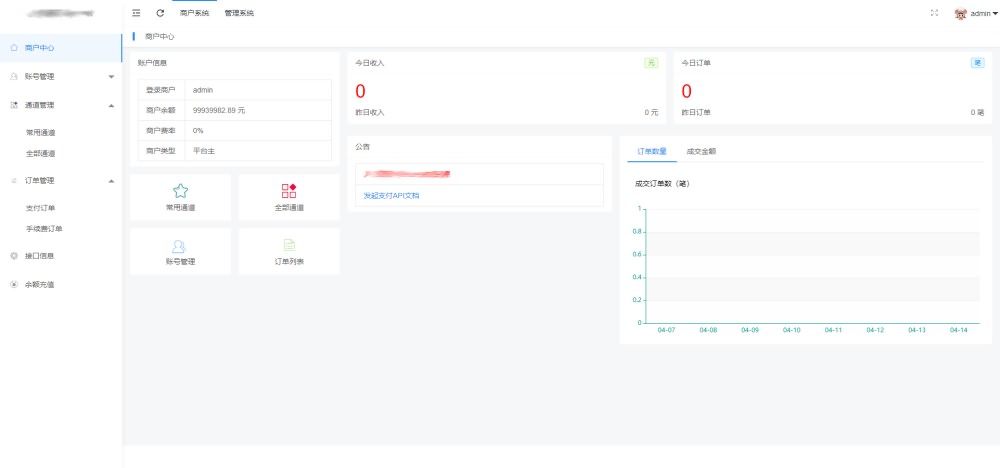 商户系统
管理系统
admin
商户中心
账号管理
通道管理
常用通道
全部通道
订单管理
支付订单
手续费订单
接口信息
余额充值
商户中心
账户信息
登录商户 admin
商户余额 99939982.89 元
商户费率 0%
商户类型 平台主
常用通道
全部通道
账号管理
订单列表
今日收入 元
0
昨日收入 0 元
今日订单 笔
0
昨日订单 0 笔
公告
发起支付API文档
订单数量 成交金额
成交订单数（笔）
1
0.8
0.6
0.4
0.2
0
04-07 04-08 04-09 04-10 04-11 04-12 04-13 04-14